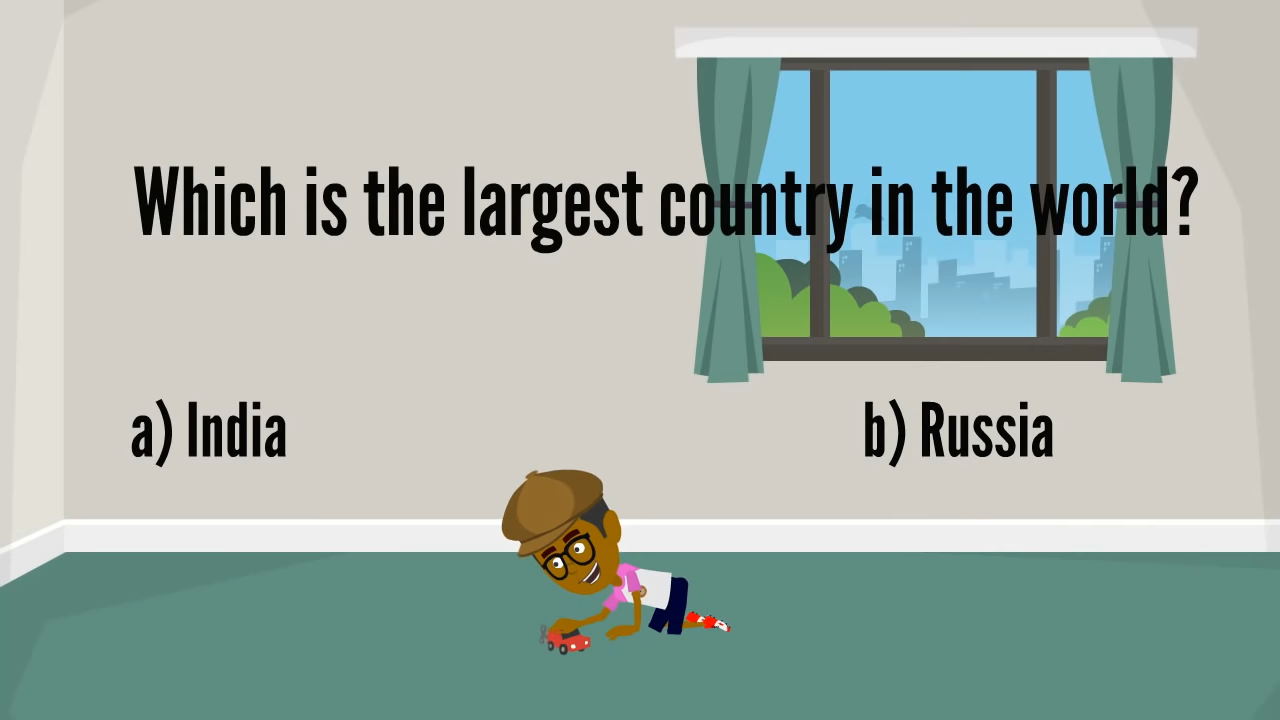 Which is the largest country in the world?
a) India
b) Russia